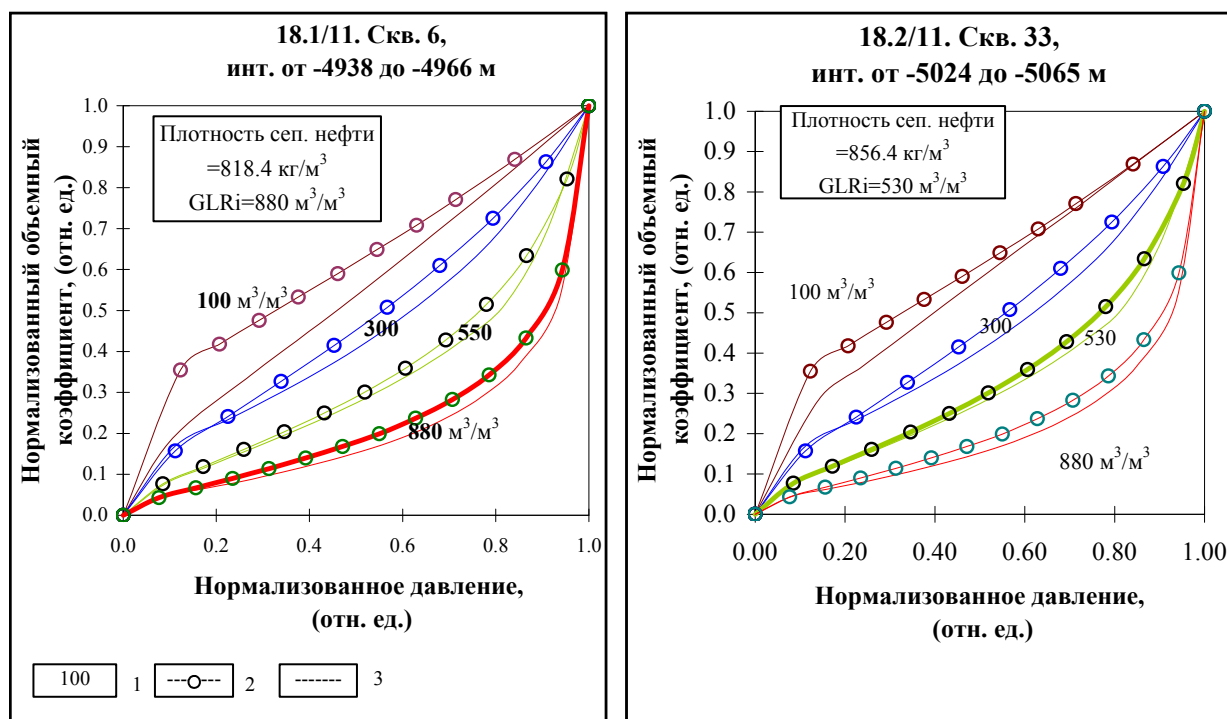 18.1/11. Скв. 6,
инт. от -4938 до -4966 м
Нормализованный объемный
коэффициент, (отн. ед.)
1.0
0.9
0.8
0.7
0.6
0.5
0.4
0.3
0.2
0.1
0.0
Плотность сеп. нефти
=818.4 кг/м³
GLRi=880 м³/м³
100 м³/м³
300
550
880 м³/м³
0.0 0.2 0.4 0.6 0.8 1.0
Нормализованное давление,
(отн. ед.)
100 1 2 3
18.2/11. Скв. 33,
инт. от -5024 до -5065 м
Нормализованный объемный
коэффициент, (отн. ед.)
1.0
0.9
0.8
0.7
0.6
0.5
0.4
0.3
0.2
0.1
0.0
Плотность сеп. нефти
=856.4 кг/м³
GLRi=530 м³/м³
100 м³/м³
300
530
880 м³/м³
0.00 0.20 0.40 0.60 0.80 1.00
Нормализованное давление,
(отн. ед.)